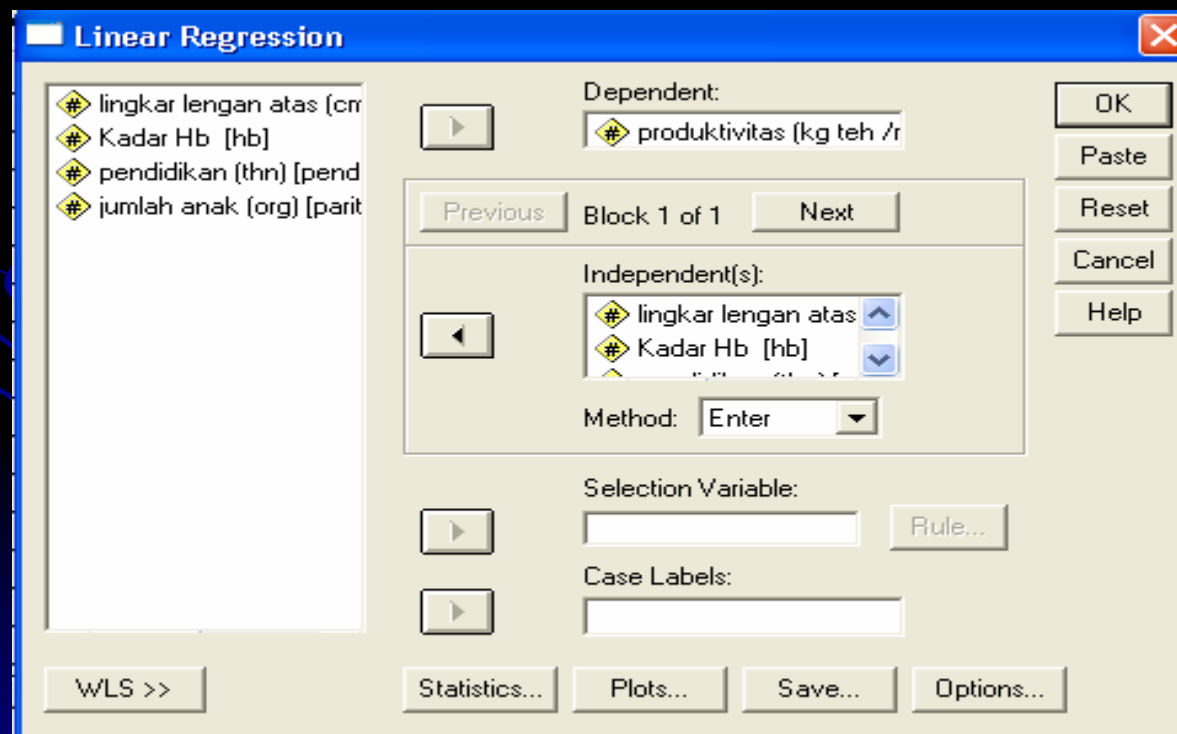 Linear Regression
lingkar lengan atas (cm
Kadar Hb [hb]
pendidikan (thn) [pend
jumlah anak (org) [parit
Dependent:
produktivitas (kg teh /
Previous
Block 1 of 1
Next
Independent(s):
lingkar lengan atas
Kadar Hb [hb]
Method:
Enter
Selection Variable:
Rule...
Case Labels:
OK
Paste
Reset
Cancel
Help
WLS >>
Statistics...
Plots...
Save...
Options...